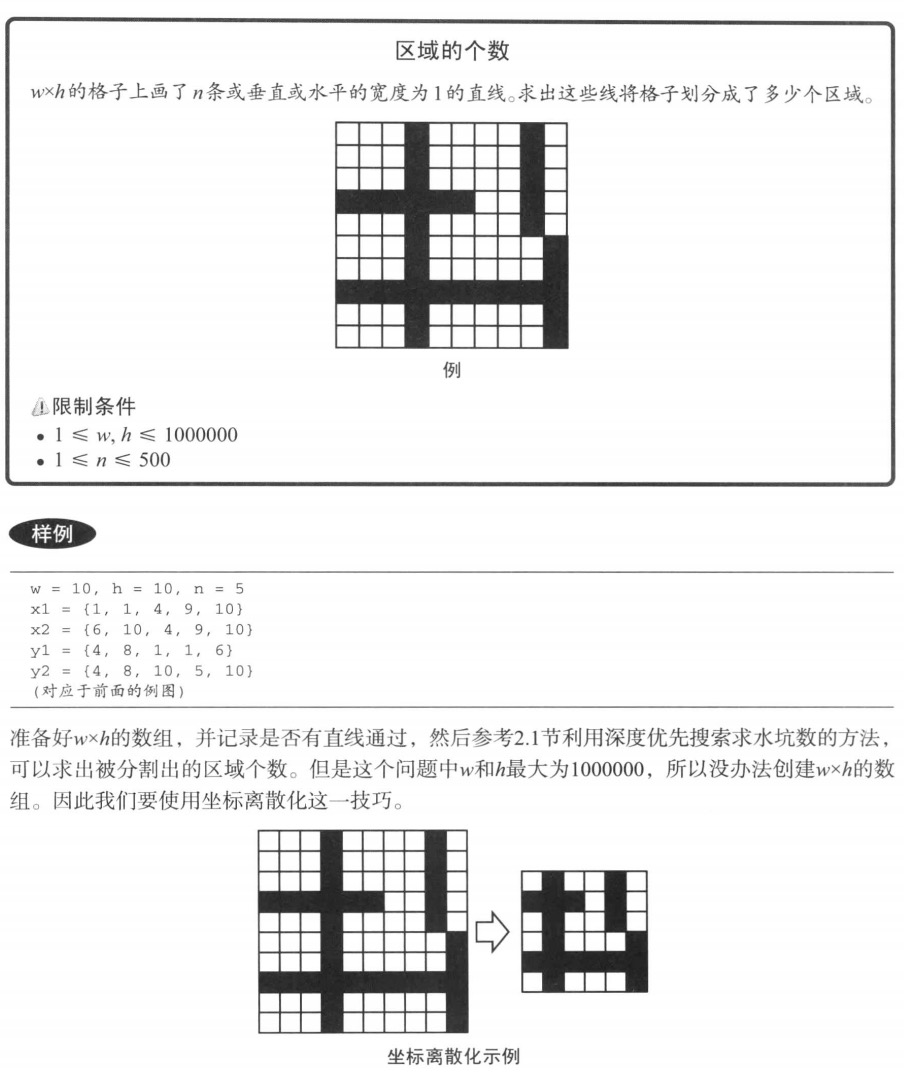 区域的个数
w×h的格子上画了n条或垂直或水平的宽度为1的直线。求出这些线将格子划分成了多少个区域。
例
限制条件
• 1 ≤ w, h ≤ 1000000
• 1 ≤ n ≤ 500
样例
w = 10, h = 10, n = 5
x1 = {1, 1, 4, 9, 10}
x2 = {6, 10, 4, 9, 10}
y1 = {4, 8, 1, 1, 6}
y2 = {4, 8, 10, 5, 10}
(对应于前面的例图)
准备好w×h的数组，并记录是否有直线通过，然后参考2.1节利用深度优先搜索求水坑数的方法，
可以求出被分割出的区域个数。但是这个问题中w和h最大为1000000，所以没办法创建w×h的数
组。因此我们要使用坐标离散化这一技巧。
坐标离散化示例